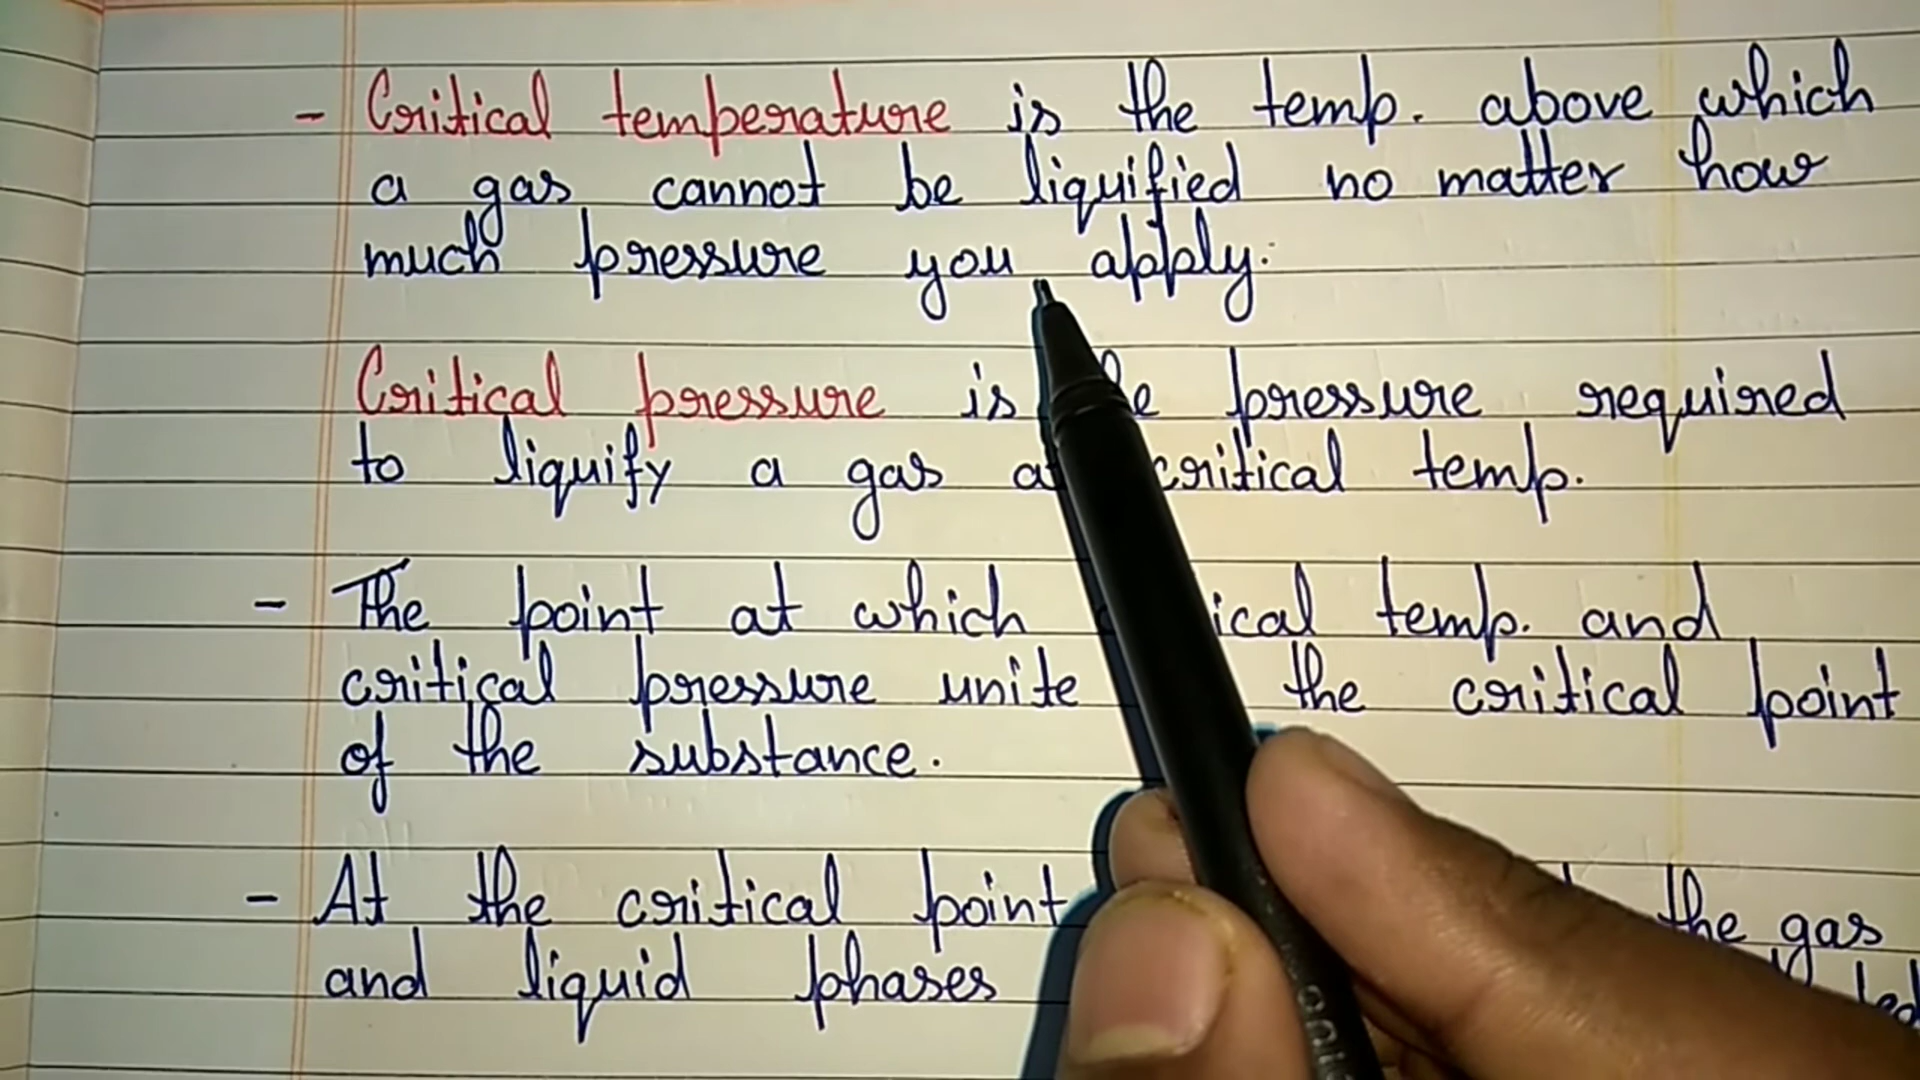 - Critical temperature is the temp. above which
a gas cannot be liquified no matter how
much pressure you apply.
Critical pressure is pressure required
to liquify a gas critical temp.
- The point at which temp. and
critical pressure unite the critical point
of the substance.
- At the critical point the gas
and liquid phases